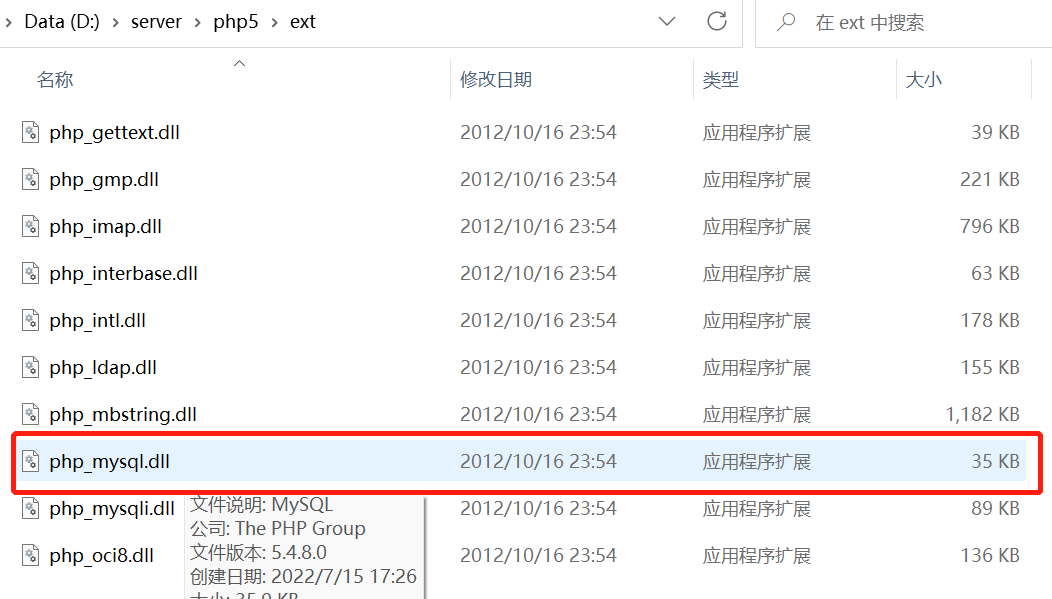 Data (D:) server php5 ext 在 ext 中搜索
名称 修改日期 类型 大小
php_gettext.dll 2012/10/16 23:54 应用程序扩展 39 KB
php_gmp.dll 2012/10/16 23:54 应用程序扩展 221 KB
php_imap.dll 2012/10/16 23:54 应用程序扩展 796 KB
php_interbase.dll 2012/10/16 23:54 应用程序扩展 63 KB
php_intl.dll 2012/10/16 23:54 应用程序扩展 178 KB
php_ldap.dll 2012/10/16 23:54 应用程序扩展 155 KB
php_mbstring.dll 2012/10/16 23:54 应用程序扩展 1,182 KB
php_mysql.dll 2012/10/16 23:54 应用程序扩展 35 KB
php_mysqli.dll 2012/10/16 23:54 应用程序扩展 89 KB
php_oci8.dll 2012/10/16 23:54 应用程序扩展 136 KB
文件说明: MySQL
公司: The PHP Group
文件版本: 5.4.8.0
创建日期: 2022/7/15 17:26
大小: 35.0 KB